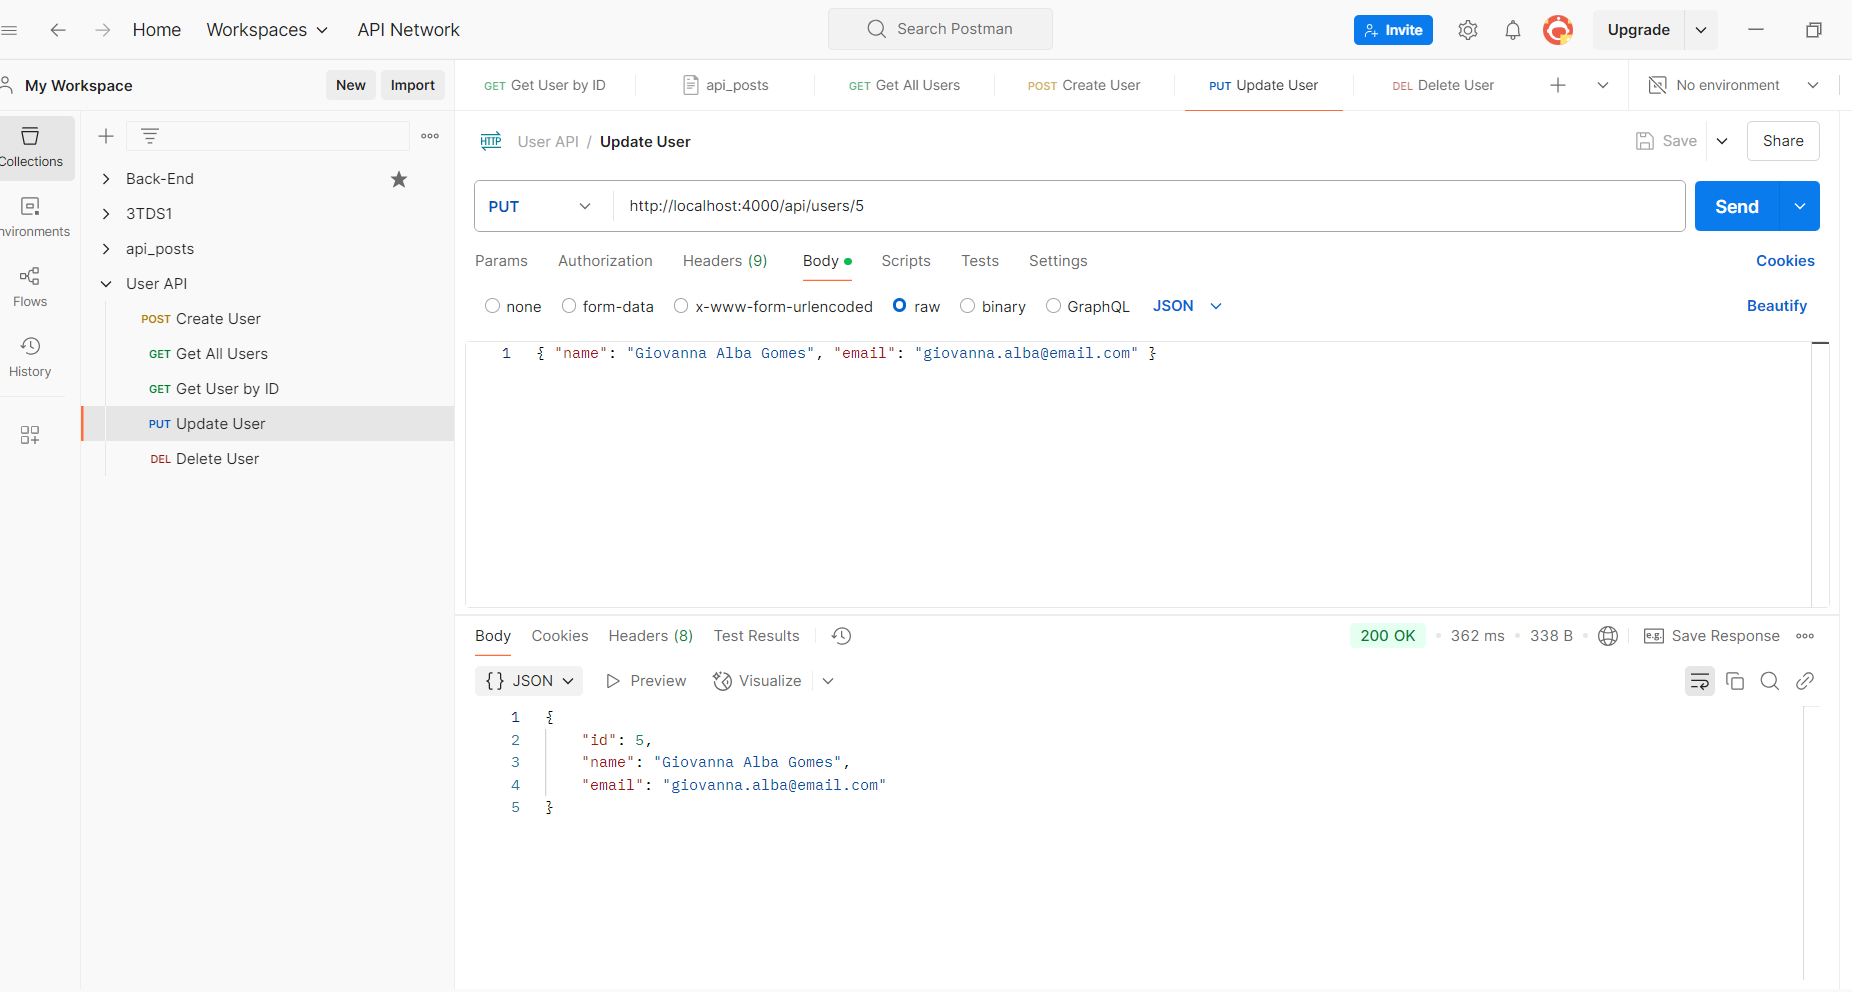 Home Workspaces API Network Search Postman Invite Upgrade
My Workspace New Import GET Get User by ID api_posts GET Get All Users POST Create User PUT Update User DEL Delete User No environment
Collections
nvironments
Flows
History
Back-End
3TDS1
api_posts
User API
POST Create User
GET Get All Users
GET Get User by ID
PUT Update User
DEL Delete User
HTTP User API / Update User Save Share
PUT http://localhost:4000/api/users/5 Send
Params Authorization Headers (9) Body Scripts Tests Settings Cookies
none form-data x-www-form-urlencoded raw binary GraphQL JSON Beautify
1 { "name": "Giovanna Alba Gomes", "email": "giovanna.alba@email.com" }
Body Cookies Headers (8) Test Results 200 OK 362 ms 338 B e.g. Save Response
{} JSON Preview Visualize
1 {
2 "id": 5,
3 "name": "Giovanna Alba Gomes",
4 "email": "giovanna.alba@email.com"
5 }